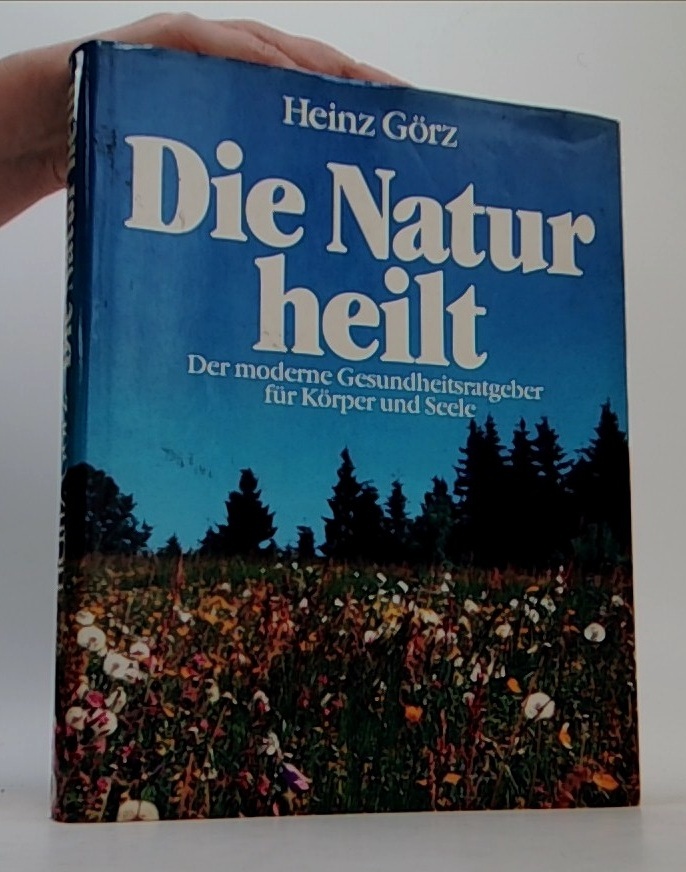 Heinz Görz
Die Natur
heilt
Der moderne Gesundheitsratgeber
für Körper und Seele